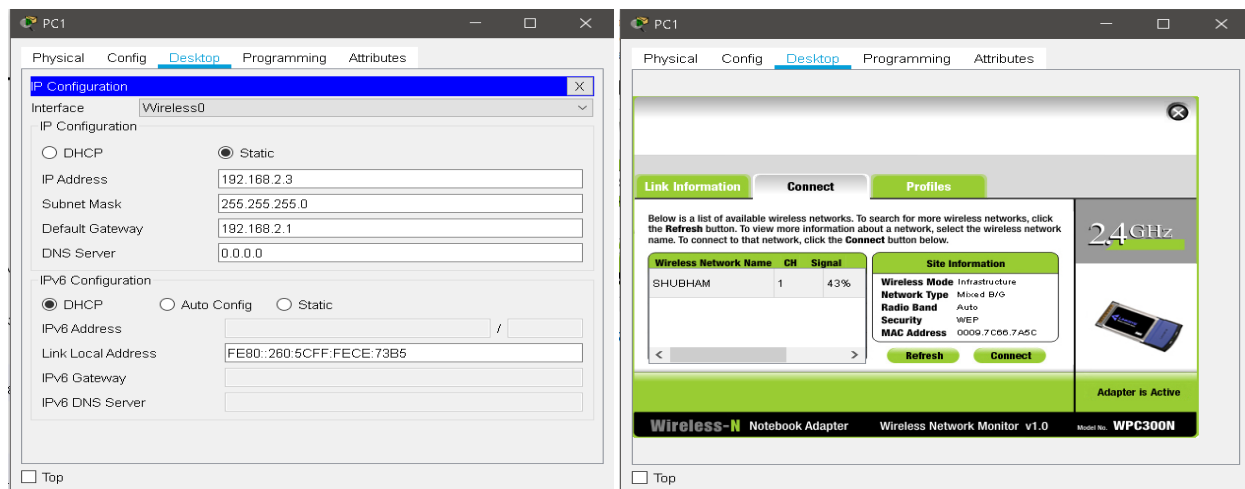 PC1
Physical Config Desktop Programming Attributes
IP Configuration X
Interface Wireless0
IP Configuration
DHCP Static
IP Address 192.168.2.3
Subnet Mask 255.255.255.0
Default Gateway 192.168.2.1
DNS Server 0.0.0.0
IPv6 Configuration
DHCP Auto Config Static
IPv6 Address /
Link Local Address FE80::260:5CFF:FECE:73B5
IPv6 Gateway
IPv6 DNS Server
Top
PC1
Physical Config Desktop Programming Attributes
Link Information Connect Profiles
Below is a list of available wireless networks. To search for more wireless networks, click
the Refresh button. To view more information about a network, select the wireless network
name. To connect to that network, click the Connect button below.
Wireless Network Name CH Signal
SHUBHAM 1 43%
Site Information
Wireless Mode Infrastructure
Network Type Mixed B/G
Radio Band Auto
Security WEP
MAC Address 0009.7C66.7A5C
Refresh Connect
2.4GHz
Adapter is Active
Wireless-N Notebook Adapter Wireless Network Monitor v1.0 Model No. WPC300N
Top